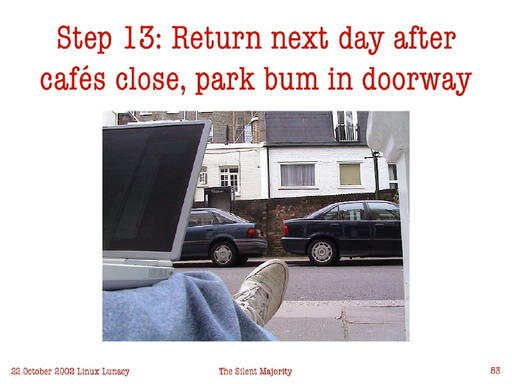 Step 13: Return next day after
cafés close, park bum in doorway
22 October 2002 Linux Lunacy
The Silent Majority
53